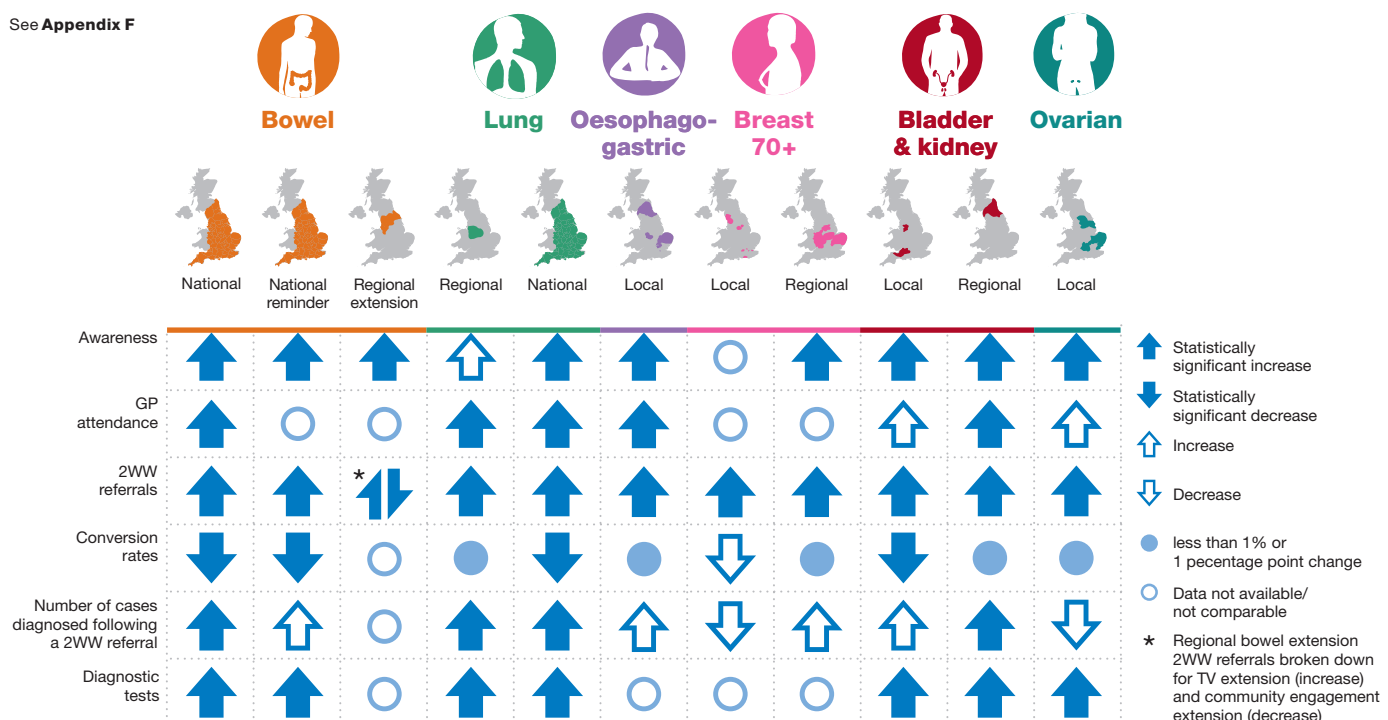 See Appendix F
Bowel
Lung
Oesophago-
gastric
Breast
70+
Bladder
& kidney
Ovarian
National
National
reminder
Regional
extension
Regional
National
Local
Local
Regional
Local
Regional
Local
Awareness
GP
attendance
2WW
referrals
*
Conversion
rates
Number of cases
diagnosed following
a 2WW referral
Diagnostic
tests
Statistically
significant increase
Statistically
significant decrease
Increase
Decrease
less than 1% or
1 pecentage point change
Data not available/
not comparable
* Regional bowel extension
2WW referrals broken down
for TV extension (increase)
and community engagement
extension (decrease)